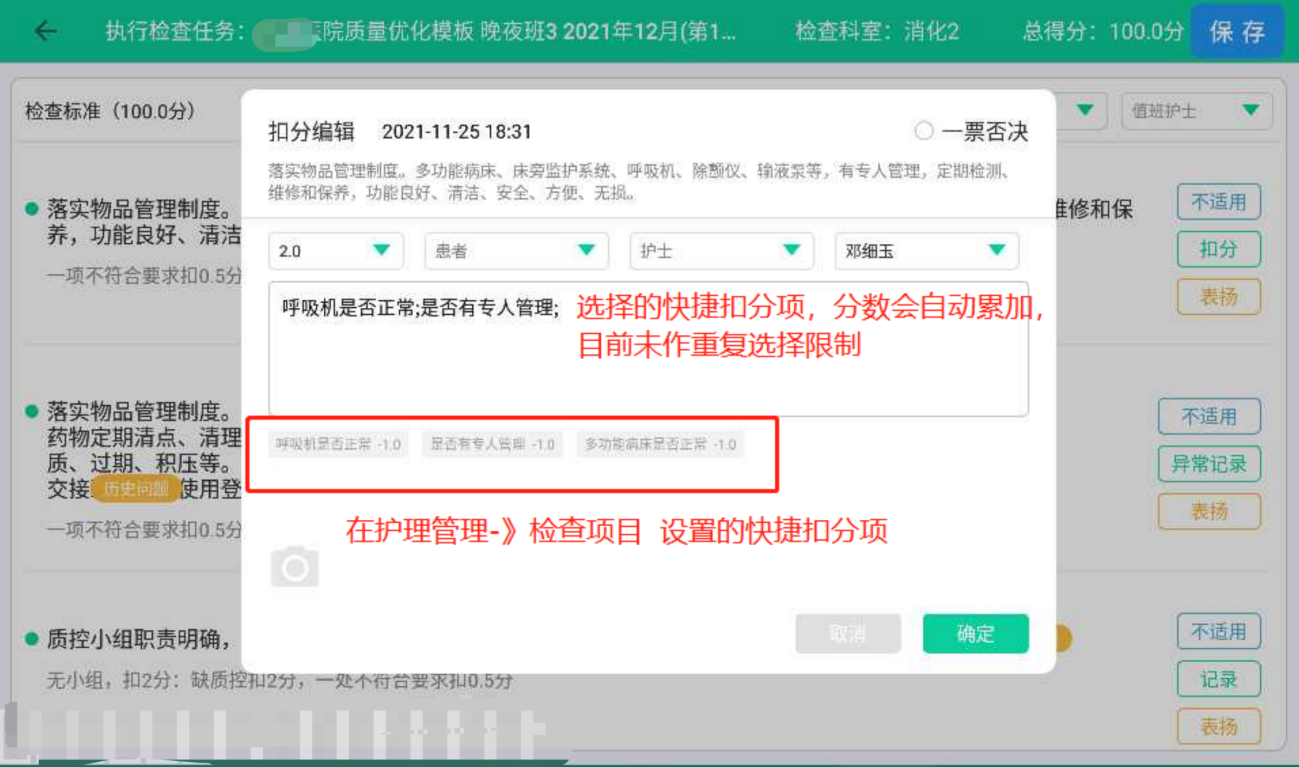 执行检查任务：
医院质量优化模板 晚夜班3 2021年12月(第1...
检查科室：消化2
总得分：100.0分
保 存
检查标准（100.0分）
值班护士
扣分编辑 2021-11-25 18:31
一票否决
落实物品管理制度。多功能病床、床旁监护系统、呼吸机、除颤仪、输液泵等，有专人管理，定期检测、
维修和保养，功能良好、清洁、安全、方便、无损。
2.0
患者
护士
邓细玉
呼吸机是否正常;是否有专人管理;
选择的快捷扣分项，分数会自动累加，
目前未作重复选择限制
呼吸机是否正常 -1.0
是否有专人管理 -1.0
多功能病床是否正常 -1.0
在护理管理-》检查项目 设置的快捷扣分项
取消
确定
落实物品管理制度。
维修和保
养，功能良好、清洁
一项不符合要求扣0.5分
不适用
扣分
表扬
落实物品管理制度。
药物定期清点、清理
质、过期、积压等。
交接
历史问题
使用登
一项不符合要求扣0.5分
不适用
异常记录
表扬
质控小组职责明确，
无小组，扣2分：缺质控扣2分，一处不符合要求扣0.5分
不适用
记录
表扬